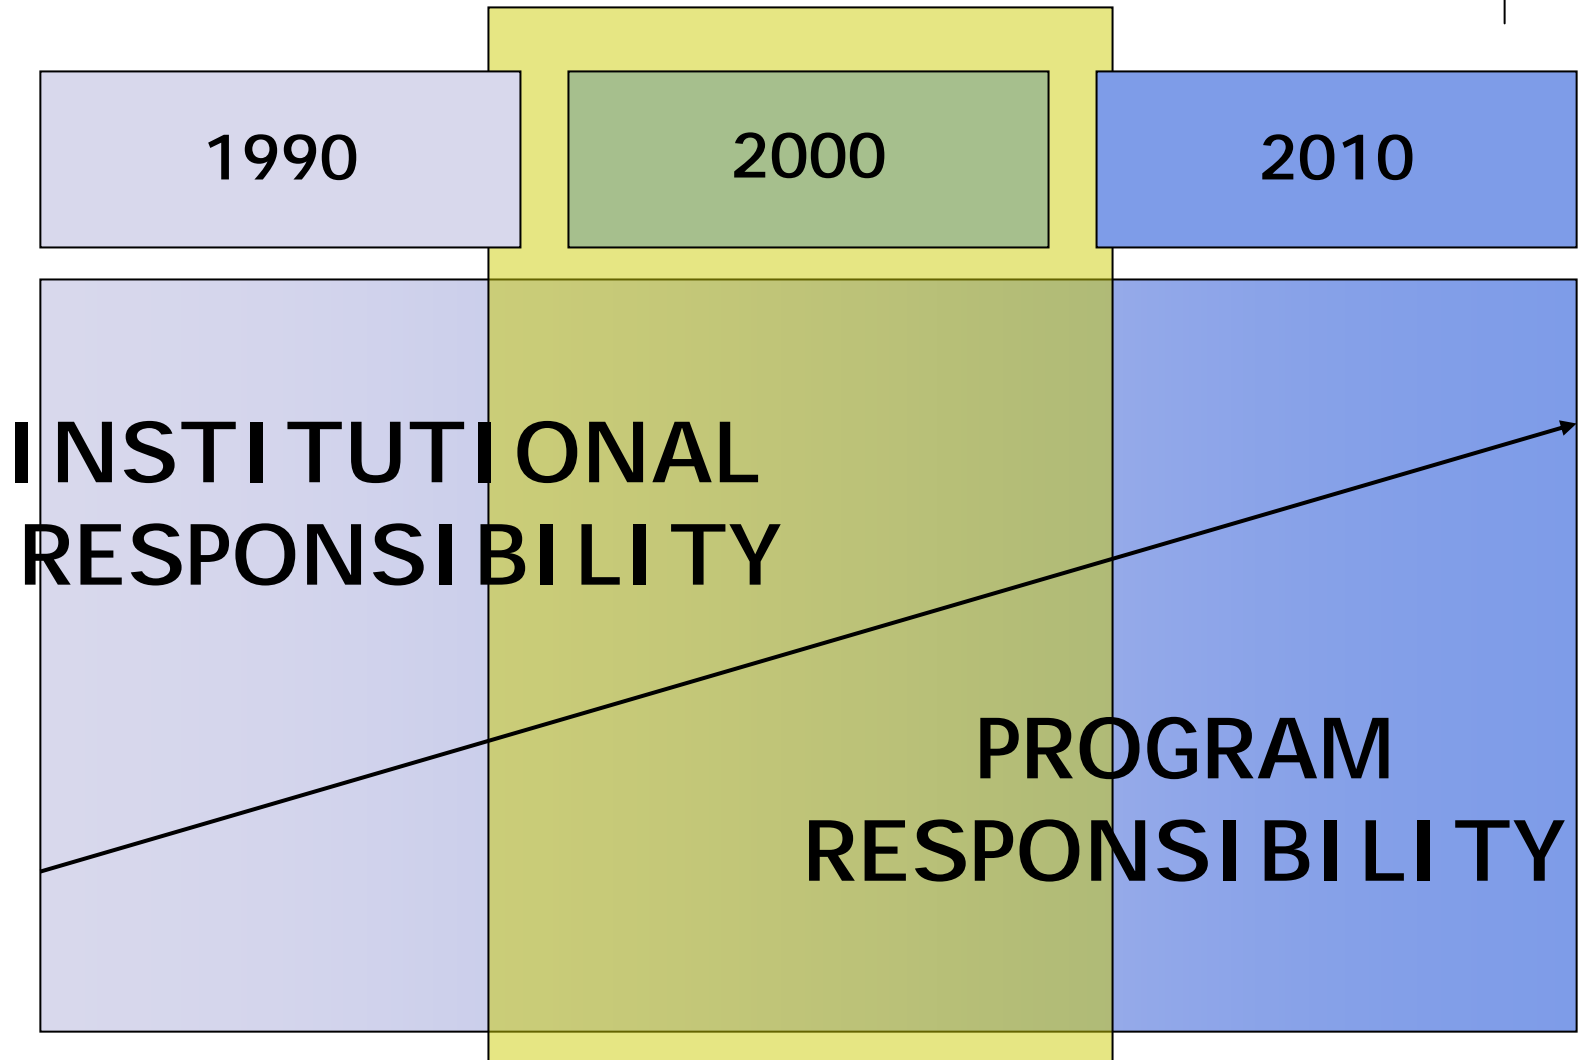 1990
2000
2010
INSTITUTIONAL
RESPONSIBILITY
PROGRAM
RESPONSIBILITY